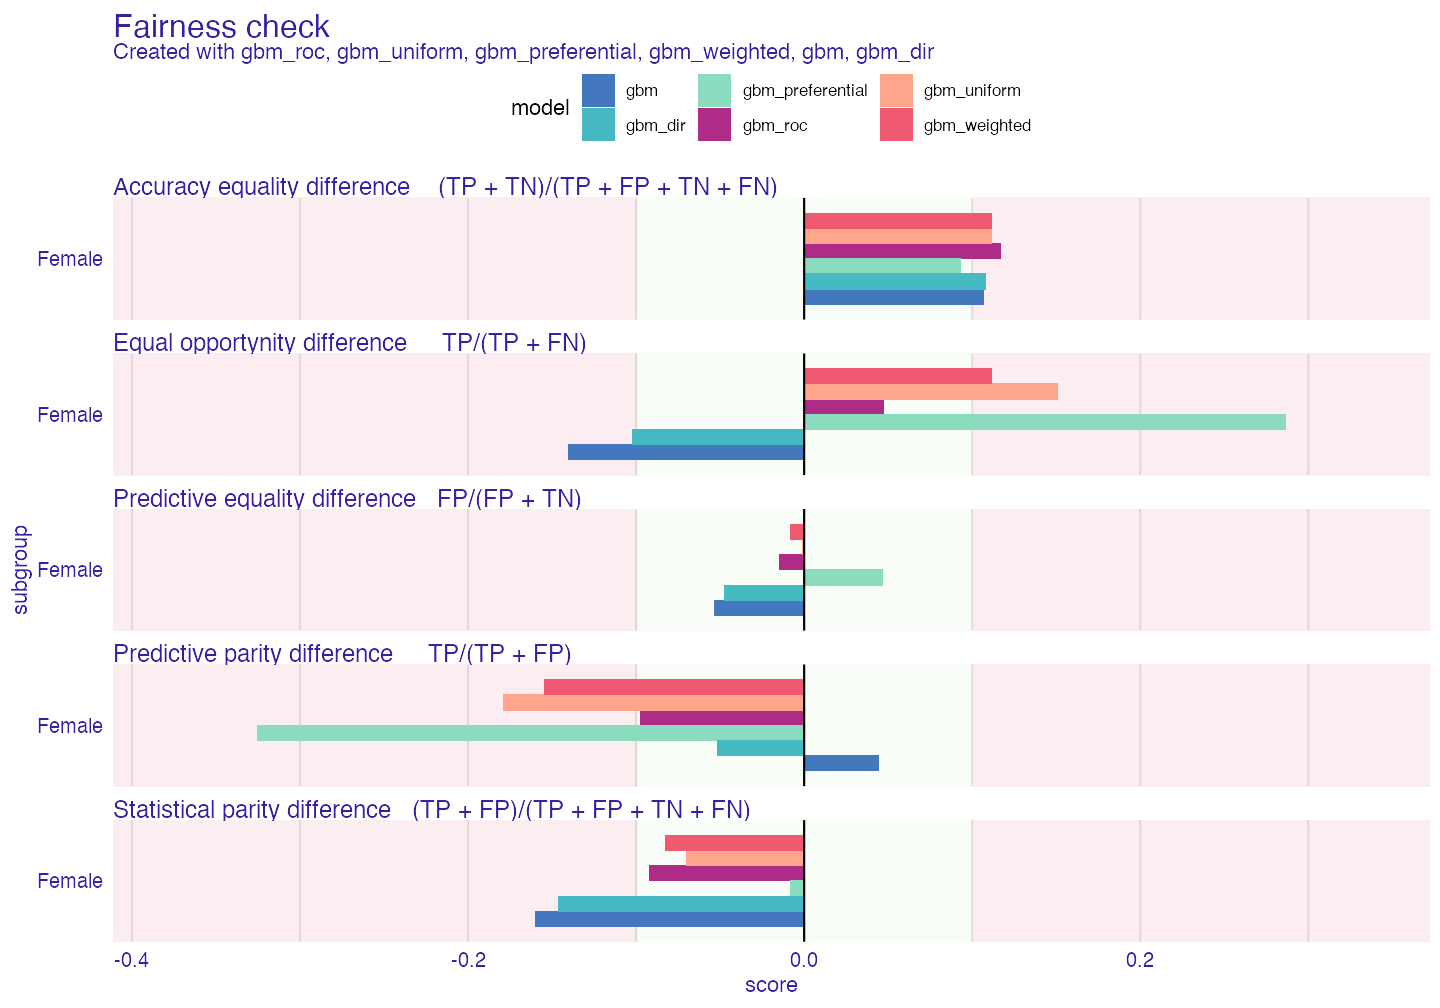 Fairness check
Created with gbm_roc, gbm_uniform, gbm_preferential, gbm_weighted, gbm, gbm_dir
model
gbm gbm_preferential gbm_uniform
gbm_dir gbm_roc gbm_weighted
Accuracy equality difference (TP + TN)/(TP + FP + TN + FN)
Female
Equal opportynity difference TP/(TP + FN)
Female
Predictive equality difference FP/(FP + TN)
Female
subgroup
Predictive parity difference TP/(TP + FP)
Female
Statistical parity difference (TP + FP)/(TP + FP + TN + FN)
Female
-0.4 -0.2 0.0 0.2
score